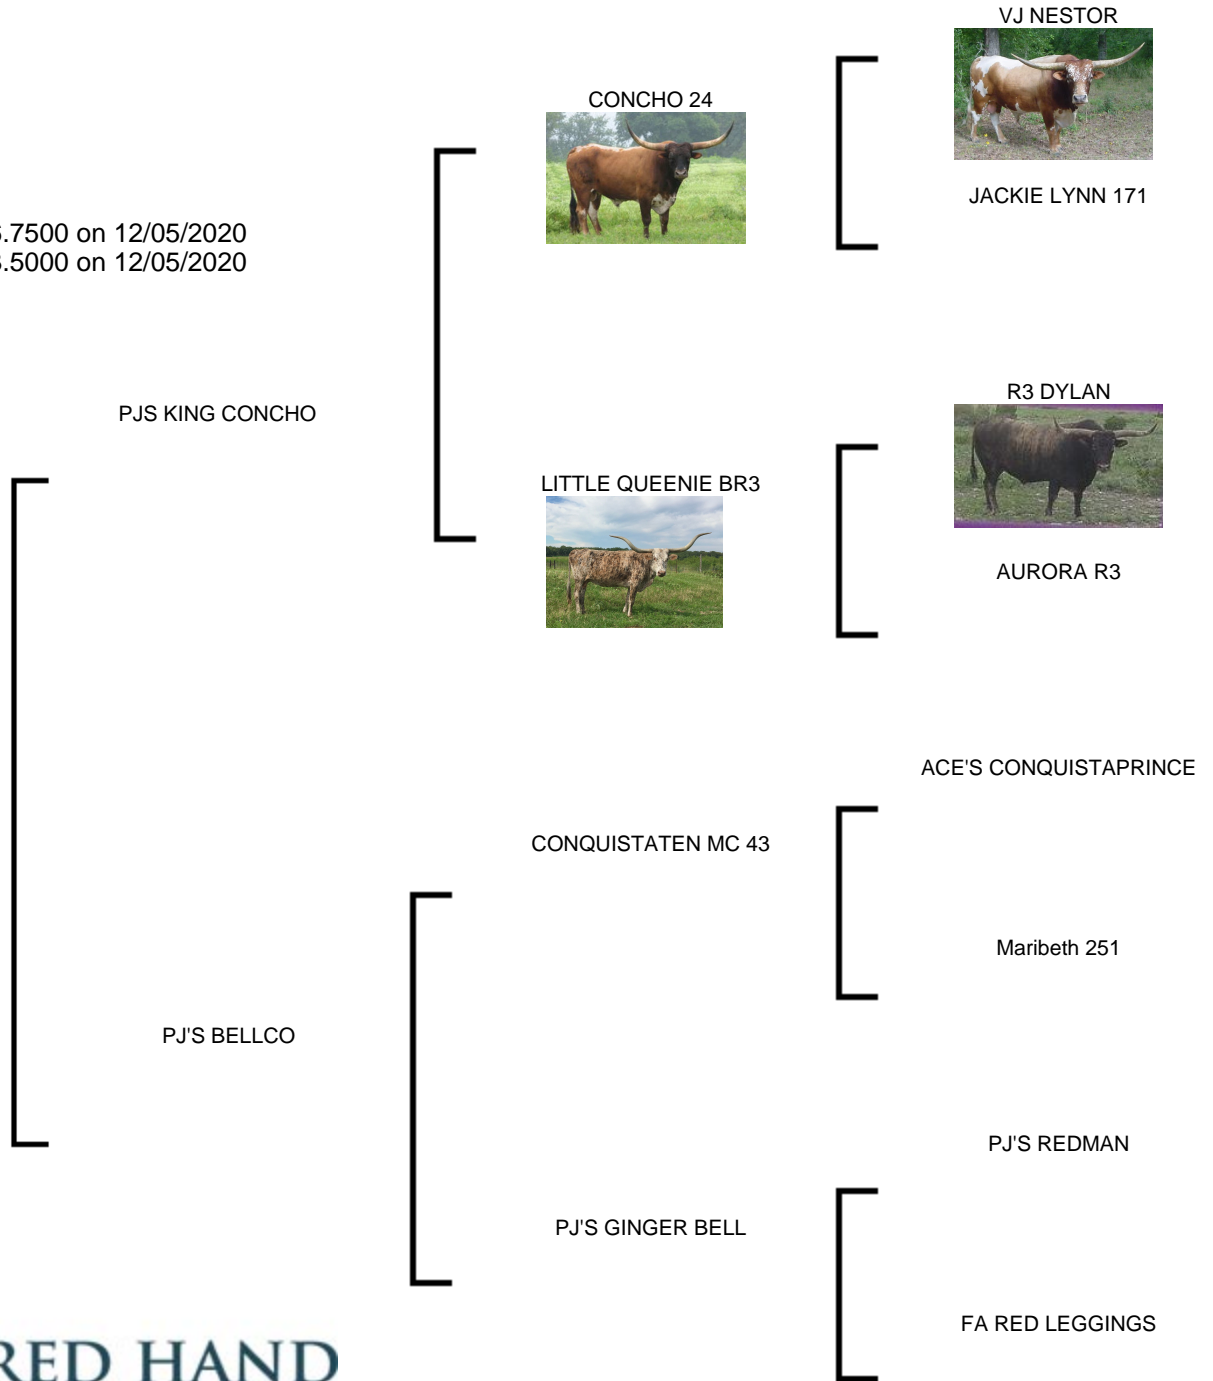 VJ NESTOR
CONCHO 24
JACKIE LYNN 171
.7500 on 12/05/2020
.5000 on 12/05/2020
R3 DYLAN
PJS KING CONCHO
LITTLE QUEENIE BR3
AURORA R3
ACE'S CONQUISTAPRINCE
CONQUISTATEN MC 43
Maribeth 251
PJ'S BELLCO
PJ'S REDMAN
PJ'S GINGER BELL
FA RED LEGGINGS
RED HAND